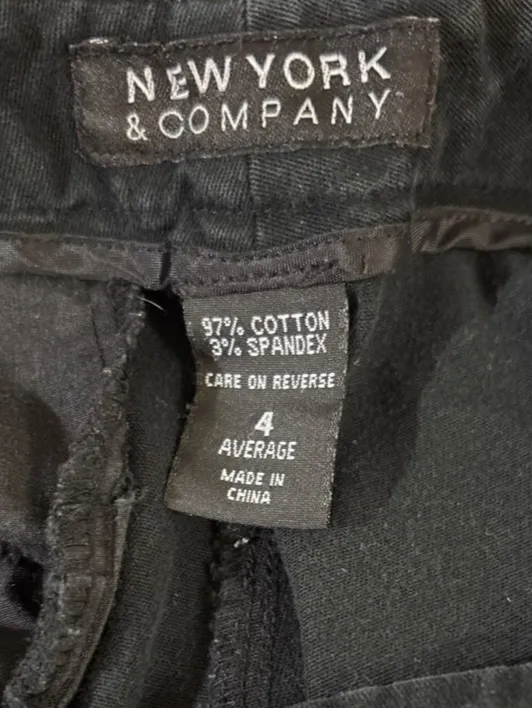 NEW YORK
& COMPANY
97% COTTON
3% SPANDEX
CARE ON REVERSE
4
AVERAGE
MADE IN
CHINA